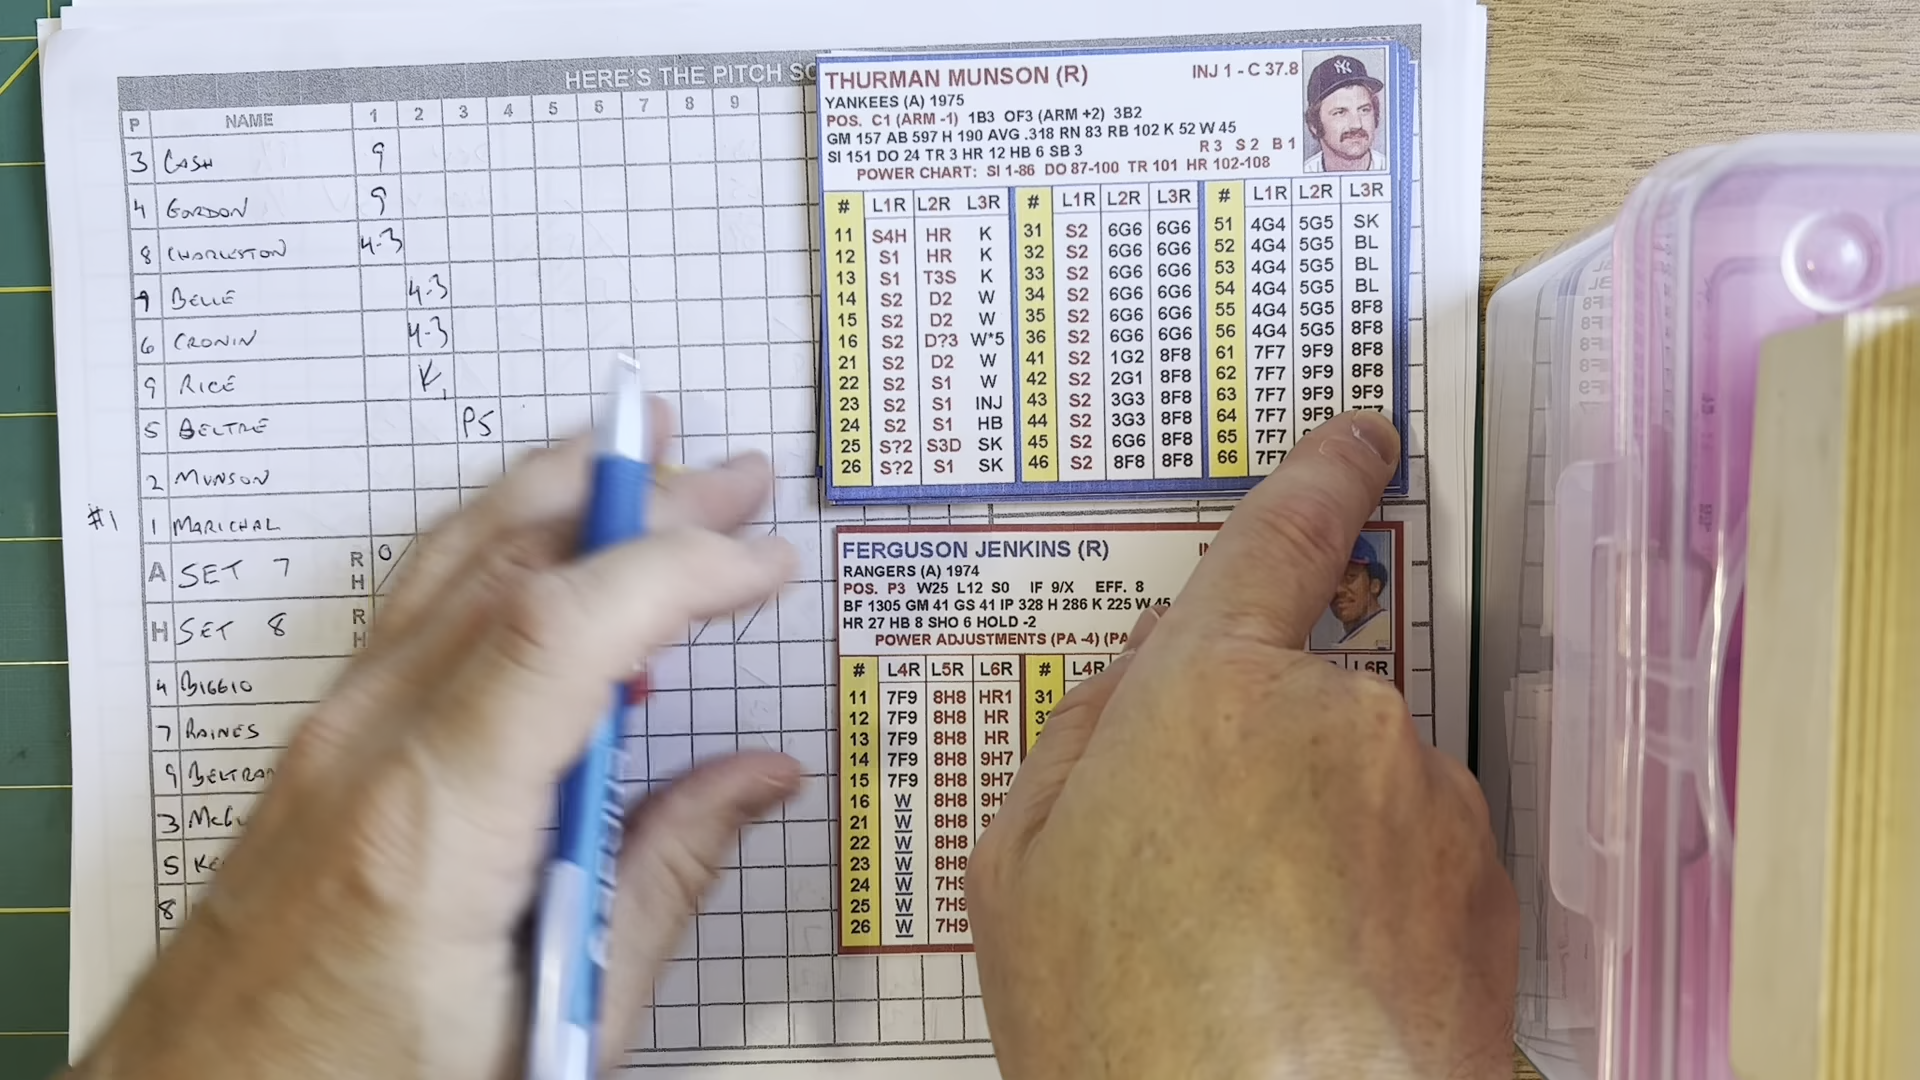 HERE'S THE PITCH SC
P NAME 1 2 3 4 5 6 7 8 9
3 CASH 9
4 GORDON 9
8 CHARLESTON 4-3
9 BELLE 4-3
6 CRONIN 4-3
9 RICE K
5 BELTRE P5
2 MUNSON
#1 1 MARICHAL
A SET 7 R H 0
H SET 8 R H
4 BIGGIO
7 RAINES
9 BELTRAN
3 McG
5 KE
8
THURMAN MUNSON (R) INJ 1 - C 37.8
YANKEES (A) 1975
POS. C1 (ARM -1) 1B3 OF3 (ARM +2) 3B2
GM 157 AB 597 H 190 AVG .318 RN 83 RB 102 K 52 W 45
SI 151 DO 24 TR 3 HR 12 HB 6 SB 3 R 3 S 2 B 1
POWER CHART: SI 1-86 DO 87-100 TR 101 HR 102-108
# L1R L2R L3R # L1R L2R L3R # L1R L2R L3R
11 S4H HR K 31 S2 6G6 6G6 51 4G4 5G5 SK
12 S1 HR K 32 S2 6G6 6G6 52 4G4 5G5 BL
13 S1 T3S K 33 S2 6G6 6G6 53 4G4 5G5 BL
14 S2 D2 W 34 S2 6G6 6G6 54 4G4 5G5 BL
15 S2 D2 W 35 S2 6G6 6G6 55 4G4 5G5 8F8
16 S2 D?3 W*5 36 S2 6G6 6G6 56 4G4 5G5 8F8
21 S2 D2 W 41 S2 1G2 8F8 61 7F7 9F9 8F8
22 S2 S1 W 42 S2 2G1 8F8 62 7F7 9F9 8F8
23 S2 S1 INJ 43 S2 3G3 8F8 63 7F7 9F9 9F9
24 S2 S1 HB 44 S2 3G3 8F8 64 7F7 9F9 7F7
25 S?2 S3D SK 45 S2 6G6 8F8 65 7F7
26 S?2 S1 SK 46 S2 8F8 8F8 66 7F7
FERGUSON JENKINS (R)
RANGERS (A) 1974
POS. P3 W25 L12 S0 IF 9/X EFF. 8
BF 1305 GM 41 GS 41 IP 328 H 286 K 225 W 45
HR 27 HB 8 SHO 6 HOLD -2
POWER ADJUSTMENTS (PA -4) (PA
# L4R L5R L6R # L4R L6R
11 7F9 8H8 HR1 31
12 7F9 8H8 HR
13 7F9 8H8 HR
14 7F9 8H8 9H7
15 7F9 8H8 9H7
16 W 8H8 9H7
21 W 8H8
22 W 8H8
23 W 8H8
24 W 7H9
25 W 7H9
26 W 7H9